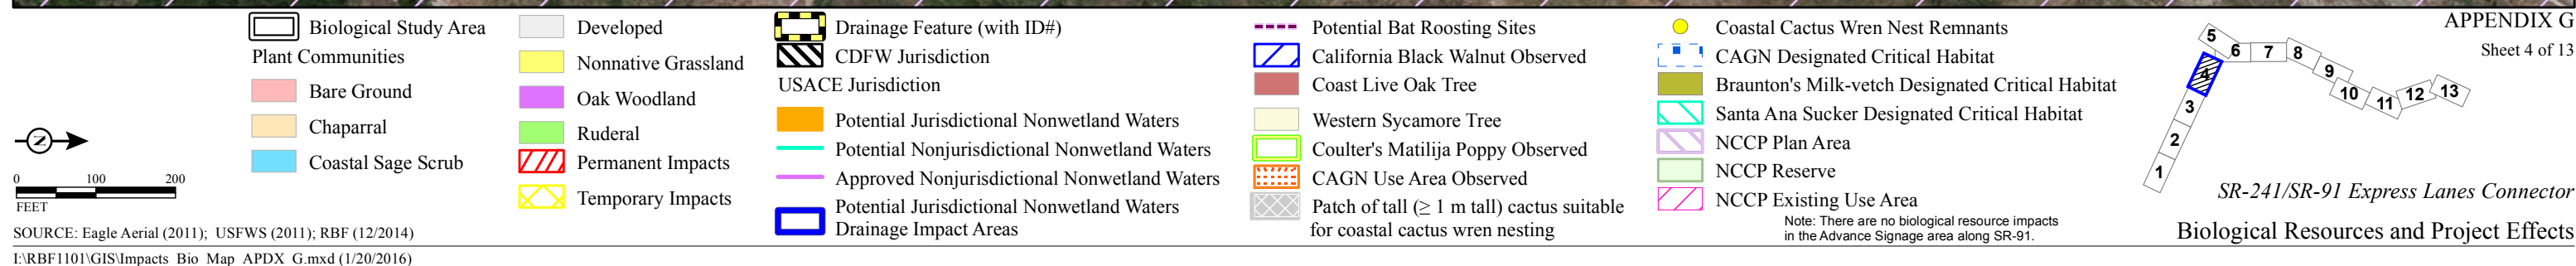 Biological Study Area
Plant Communities
Bare Ground
Chaparral
Coastal Sage Scrub
Developed
Nonnative Grassland
Oak Woodland
Ruderal
Permanent Impacts
Temporary Impacts
Drainage Feature (with ID#)
CDFW Jurisdiction
USACE Jurisdiction
Potential Jurisdictional Nonwetland Waters
Potential Nonjurisdictional Nonwetland Waters
Approved Nonjurisdictional Nonwetland Waters
Potential Jurisdictional Nonwetland Waters
Drainage Impact Areas
Potential Bat Roosting Sites
California Black Walnut Observed
Coast Live Oak Tree
Western Sycamore Tree
Coulter's Matilija Poppy Observed
CAGN Use Area Observed
Patch of tall (≥ 1 m tall) cactus suitable
for coastal cactus wren nesting
Coastal Cactus Wren Nest Remnants
CAGN Designated Critical Habitat
Braunton's Milk-vetch Designated Critical Habitat
Santa Ana Sucker Designated Critical Habitat
NCCP Plan Area
NCCP Reserve
NCCP Existing Use Area
Note: There are no biological resource impacts
in the Advance Signage area along SR-91.
5
6
7
8
9
10
11
12
13
4
3
2
1
APPENDIX G
Sheet 4 of 13
SR-241/SR-91 Express Lanes Connector
Biological Resources and Project Effects
N
0 100 200
FEET
SOURCE: Eagle Aerial (2011); USFWS (2011); RBF (12/2014)
I:\RBF1101\GIS\Impacts_Bio_Map_APDX_G.mxd (1/20/2016)